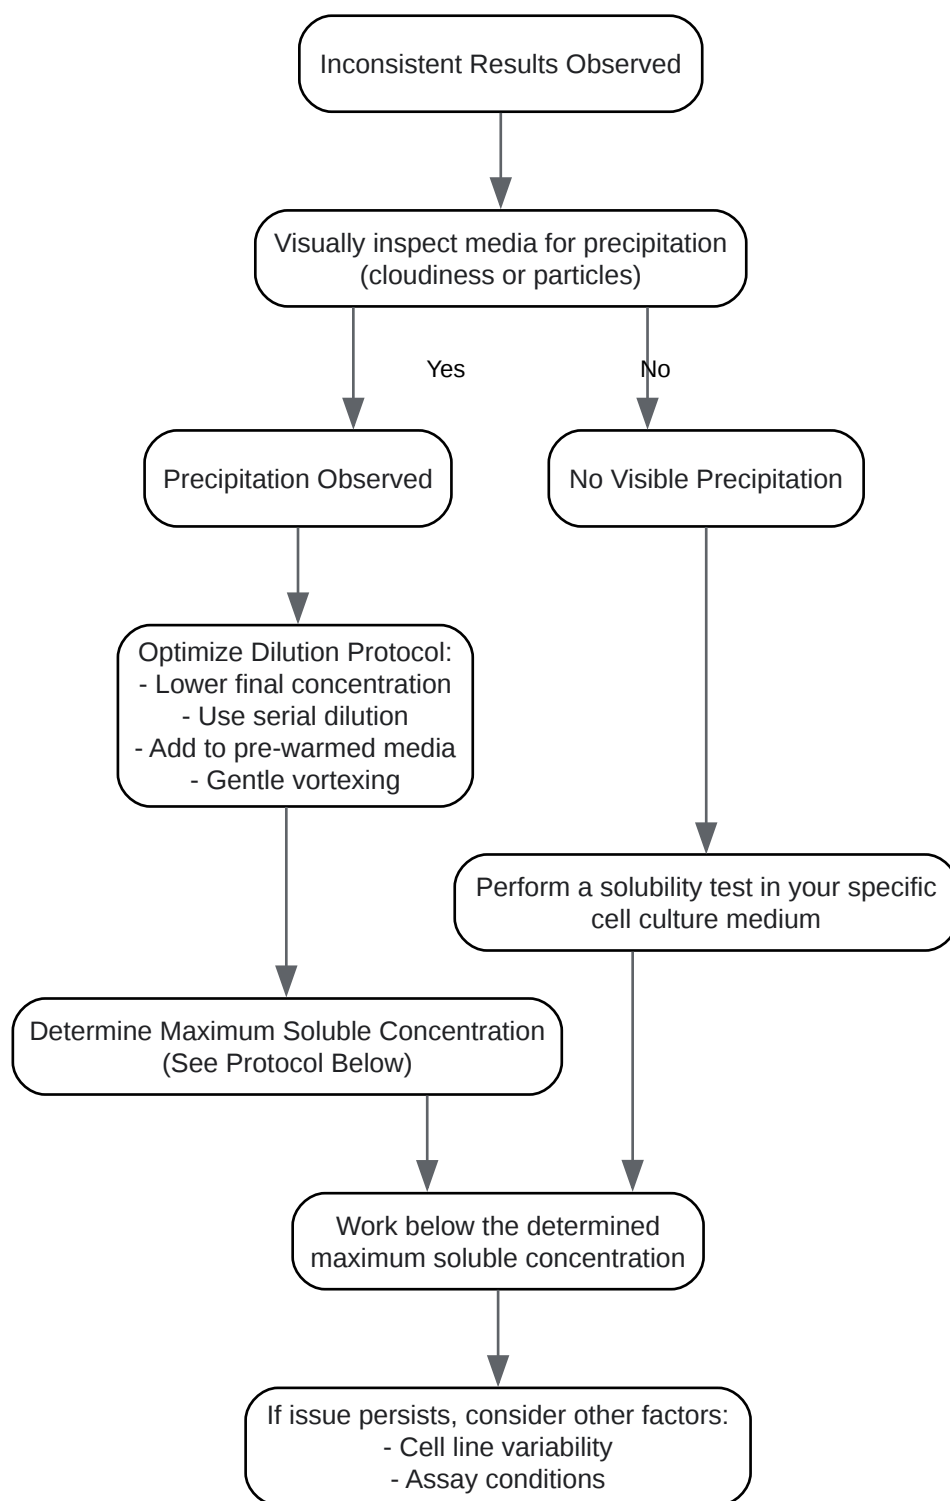 Inconsistent Results Observed
Visually inspect media for precipitation
(cloudiness or particles)
Yes
No
Precipitation Observed
No Visible Precipitation
Optimize Dilution Protocol:
- Lower final concentration
- Use serial dilution
- Add to pre-warmed media
- Gentle vortexing
Perform a solubility test in your specific
cell culture medium
Determine Maximum Soluble Concentration
(See Protocol Below)
Work below the determined
maximum soluble concentration
If issue persists, consider other factors:
- Cell line variability
- Assay conditions